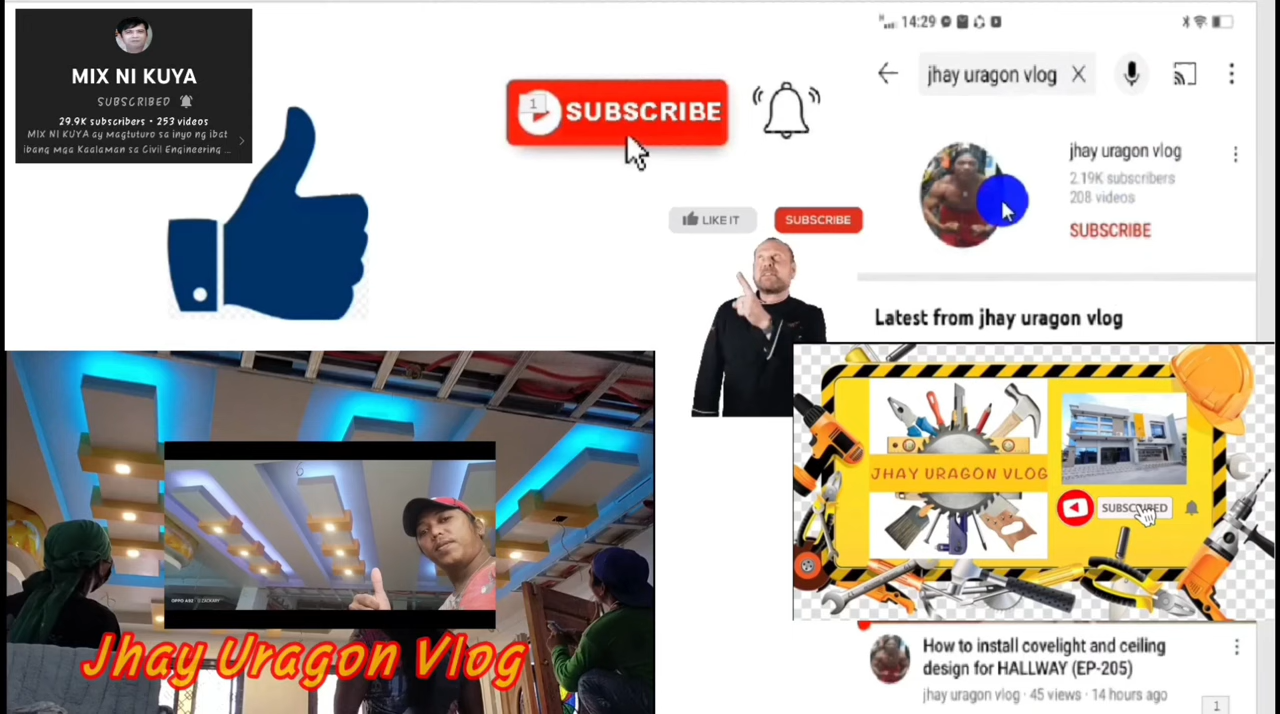 MIX NI KUYA
SUBSCRIBED
29.9K subscribers • 253 videos
MIX NI KUYA ay magtuturo sa inyo ng ibat
ibang mga Kaalaman sa Civil Engineering ...
1
SUBSCRIBE
LIKE IT
SUBSCRIBE
14:29
jhay uragon vlog
jhay uragon vlog
2.19K subscribers
208 videos
SUBSCRIBE
Latest from jhay uragon vlog
JHAY URAGON VLOG
SUBSCRIBED
OPPO A92
Jhay Uragon Vlog
How to install covelight and ceiling
design for HALLWAY (EP-205)
jhay uragon vlog · 45 views · 14 hours ago
1